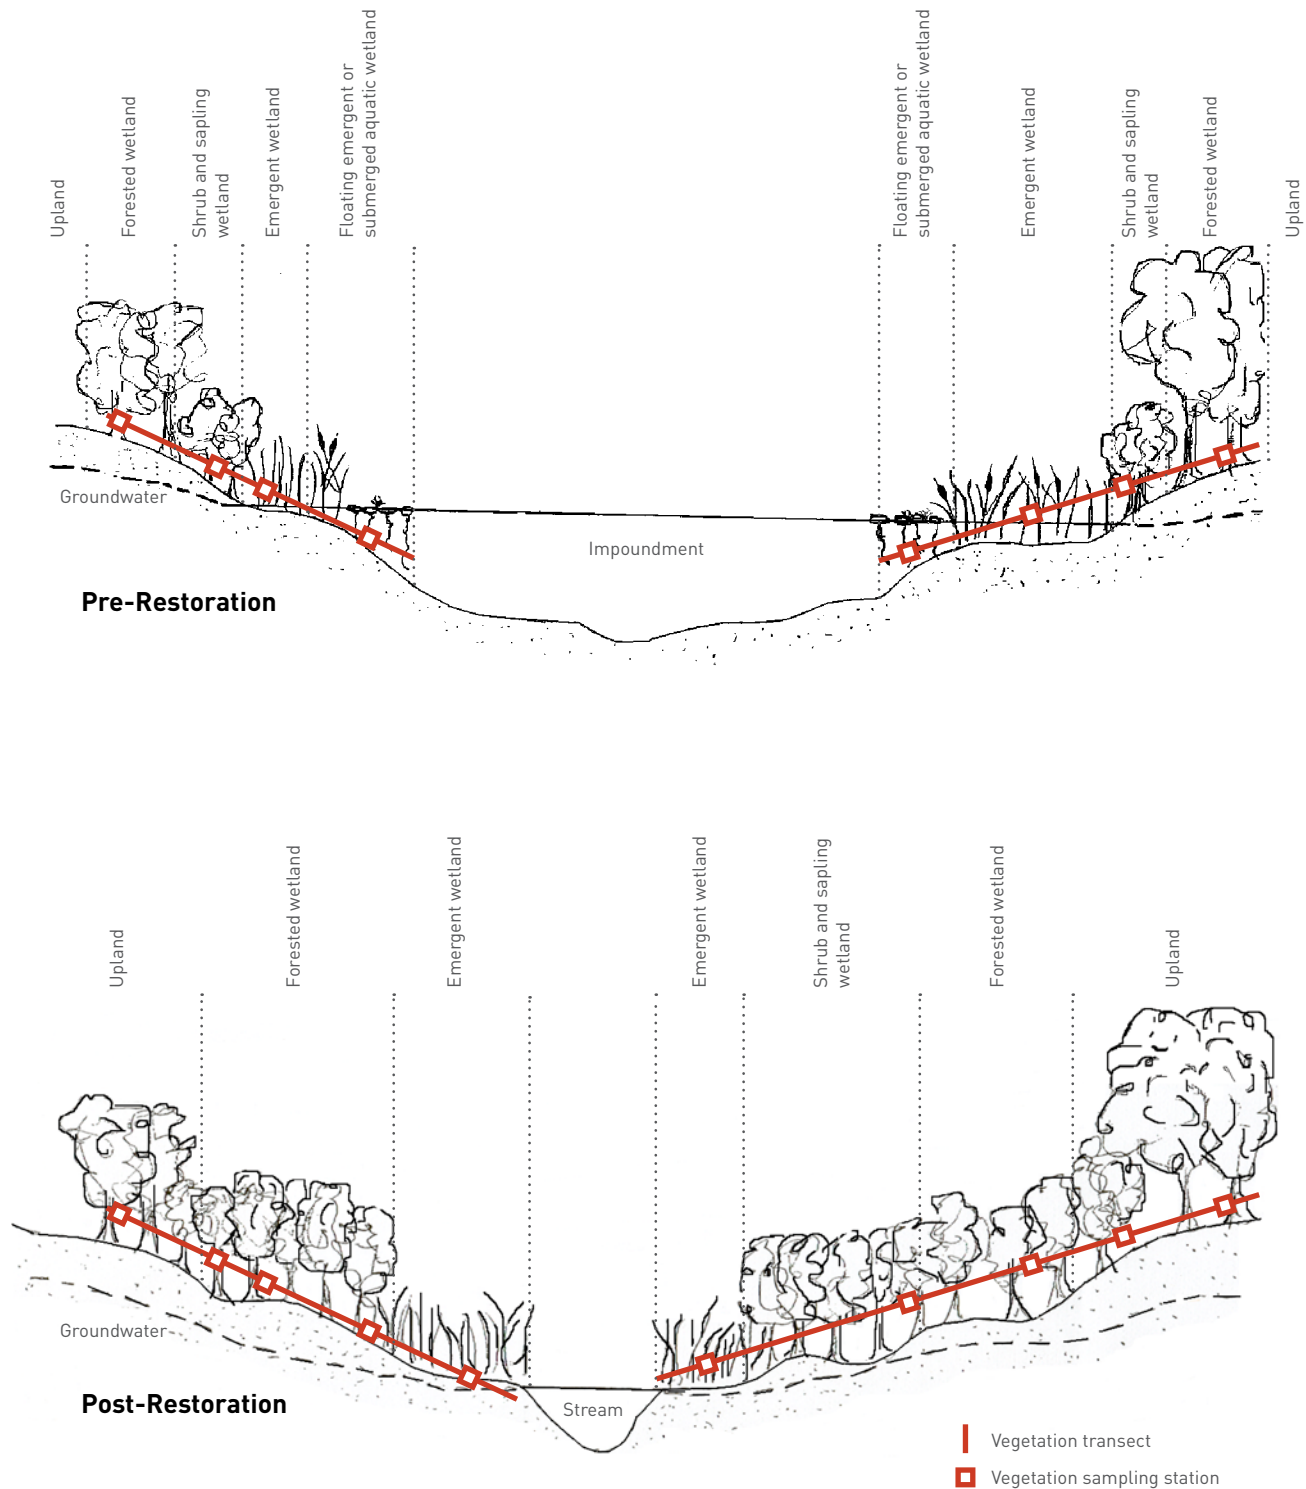 Upland
Forested wetland
Shrub and sapling
wetland
Emergent wetland
Floating emergent or
submerged aquatic wetland
Floating emergent or
submerged aquatic wetland
Emergent wetland
Shrub and sapling
wetland
Forested wetland
Upland
Groundwater
Impoundment
Pre-Restoration
Upland
Forested wetland
Emergent wetland
Emergent wetland
Shrub and sapling
wetland
Forested wetland
Upland
Groundwater
Stream
Post-Restoration
Vegetation transect
Vegetation sampling station